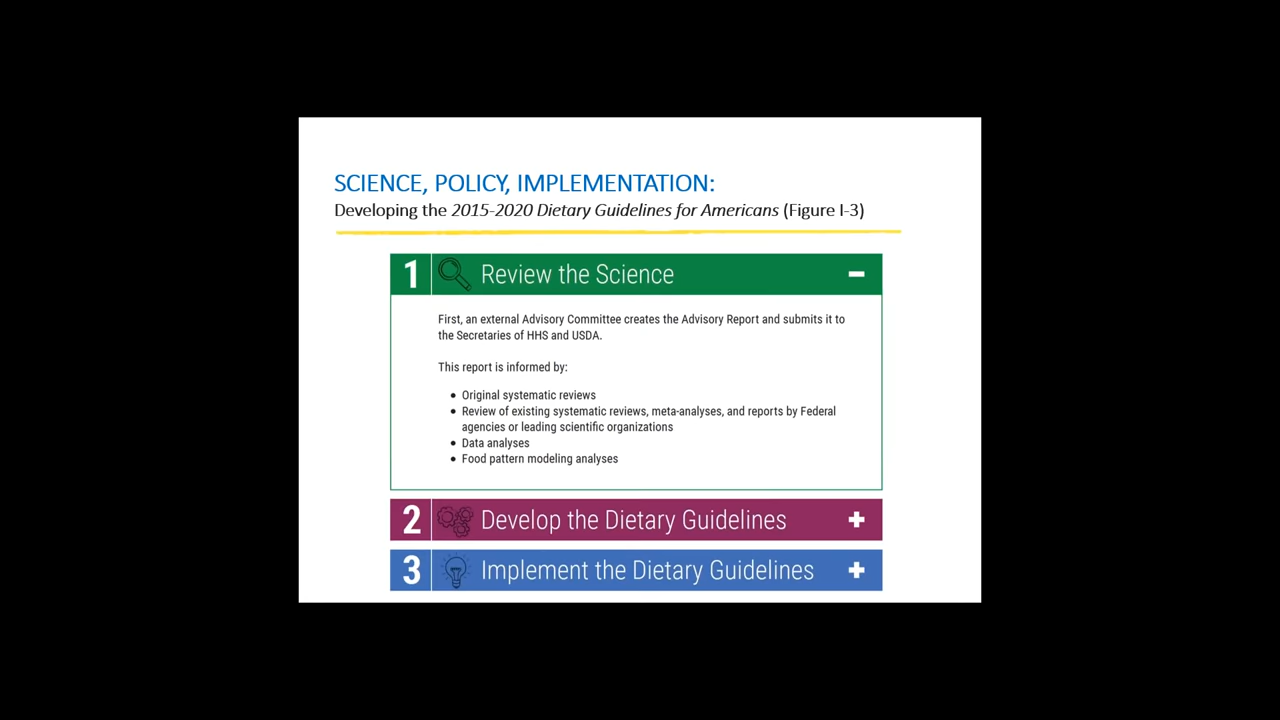 SCIENCE, POLICY, IMPLEMENTATION:
Developing the 2015-2020 Dietary Guidelines for Americans (Figure I-3)
1 Review the Science −
First, an external Advisory Committee creates the Advisory Report and submits it to
the Secretaries of HHS and USDA.
This report is informed by:
• Original systematic reviews
• Review of existing systematic reviews, meta-analyses, and reports by Federal
agencies or leading scientific organizations
• Data analyses
• Food pattern modeling analyses
2 Develop the Dietary Guidelines +
3 Implement the Dietary Guidelines +